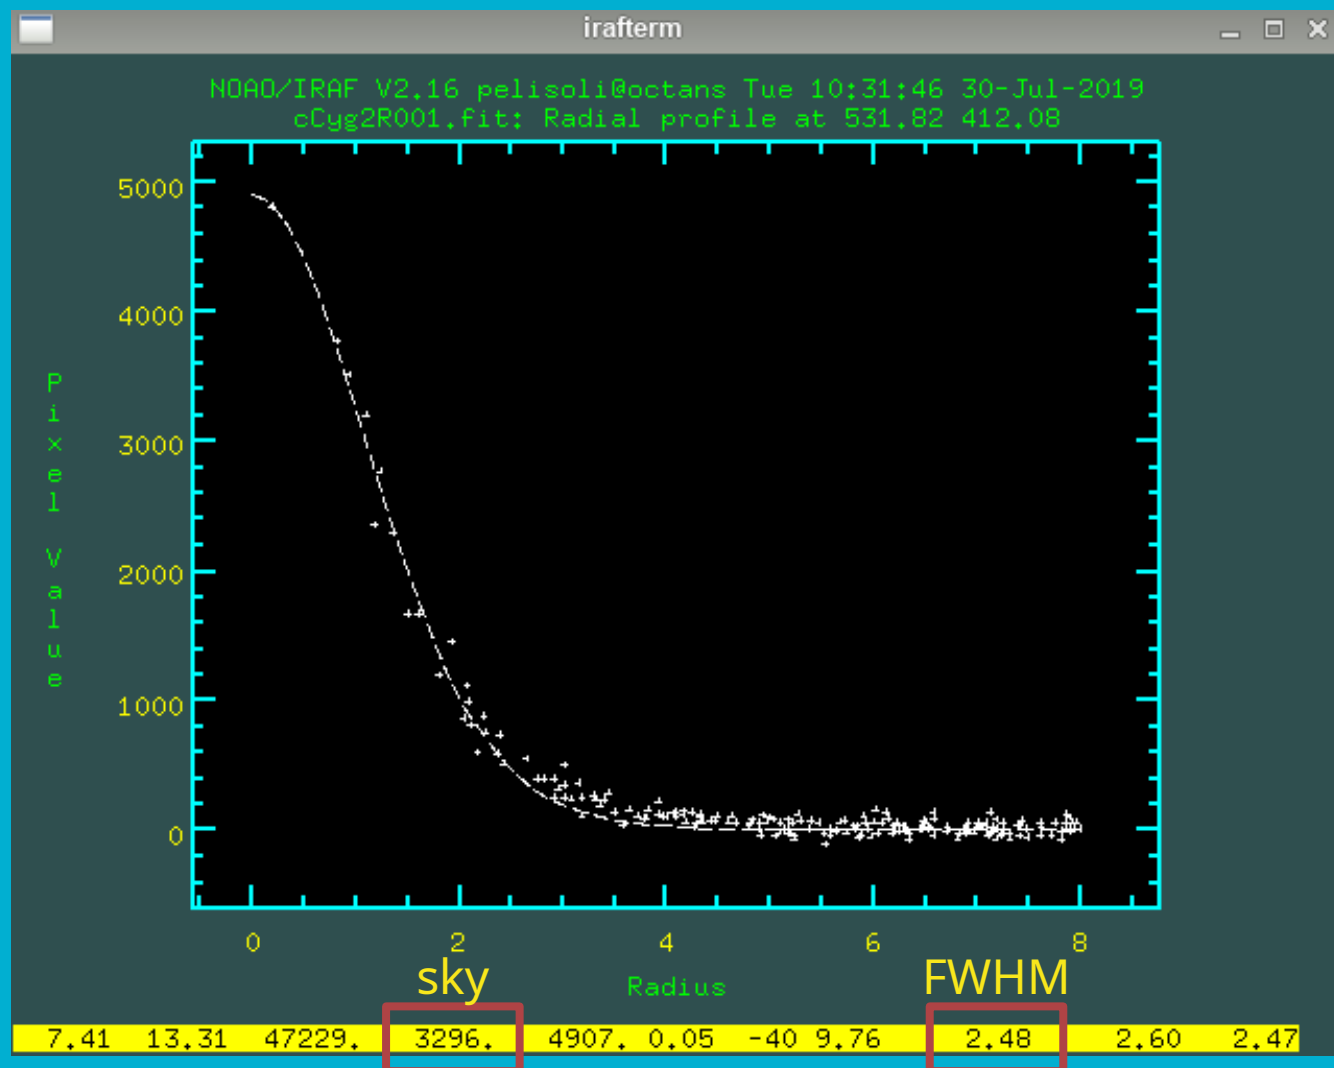 irafterm
NOAO/IRAF V2.16 pelisoli@octans Tue 10:31:46 30-Jul-2019
cCyg2R001.fit: Radial profile at 531.82 412.08
5000
4000
3000
2000
1000
0
Pixel Value
0 2 4 6 8
Radius
sky FWHM
7.41 13.31 47229. 3296. 4907. 0.05 -40 9.76 2.48 2.60 2.47